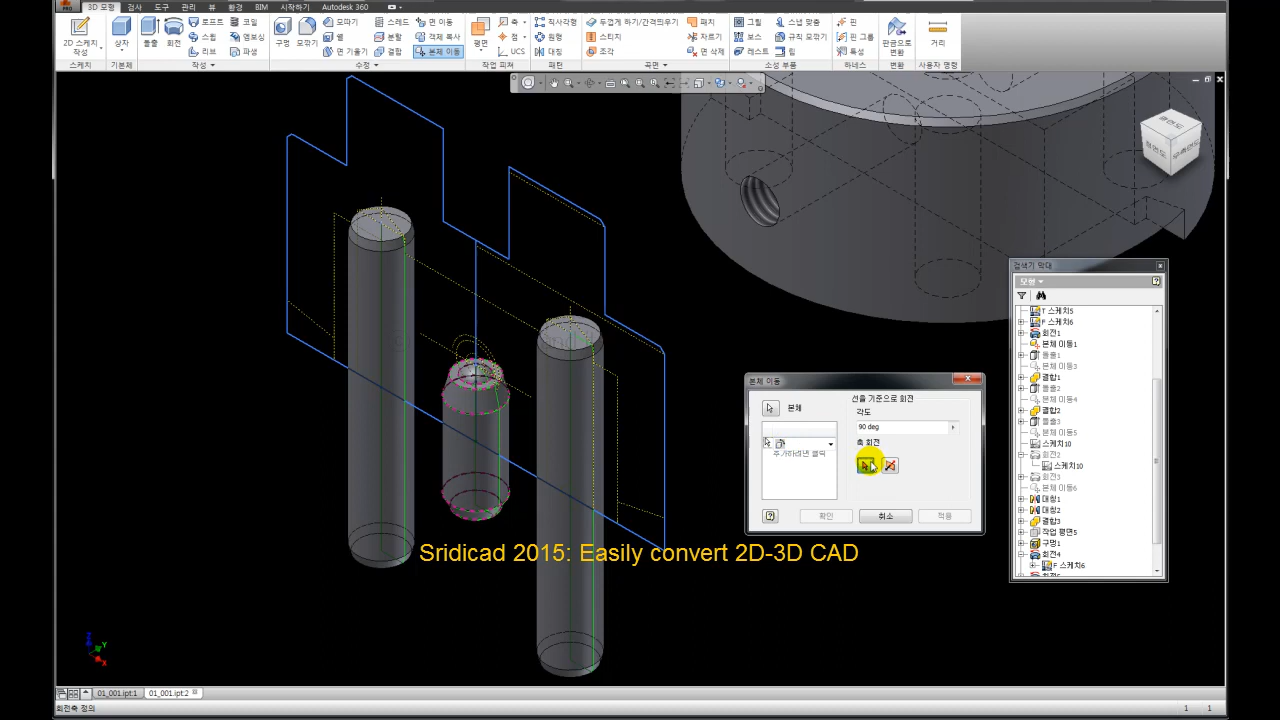 3D 모형 검사 도구 관리 뷰 환경 BIM 시작하기 Autodesk 360
로프트 코일 모따기 스레드 면 이동 축 직사각형 두껍게 하기/간격띄우기 패치 그릴 스냅 맞춤 핀
2D 스케치 작성 상자 돌출 회전 스윕 엠보싱 구멍 모깎기 쉘 분할 객체 복사 평면 점 원형 스티치 자르기 보스 규칙 모깎기 핀 그룹 판금으로 변환 거리
리브 파생 면 기울기 결합 본체 이동 UCS 대칭 조각 면 삭제 레스트 립 특성
스케치 기본체 작성 수정 작업 피쳐 패턴 곡면 소성 부품 하네스 변환 사용자 명령
검색기 막대
모형
스케치5
스케치6
회전1
본체 이동1
돌출1
본체 이동3
결합1
돌출2
본체 이동4
결합2
돌출3
본체 이동5
스케치10
회전2
스케치10
회전3
본체 이동6
대칭1
대칭2
결합3
작업 평면5
구멍1
회전4
스케치6
본체 이동
본체
추가하려면 클릭
선을 기준으로 회전
각도
90 deg
축 회전
확인 취소 적용
Sridicad 2015: Easily convert 2D-3D CAD
Z
Y
X
01_001.ipt:1 01_001.ipt:2
회전축 정의
1 1